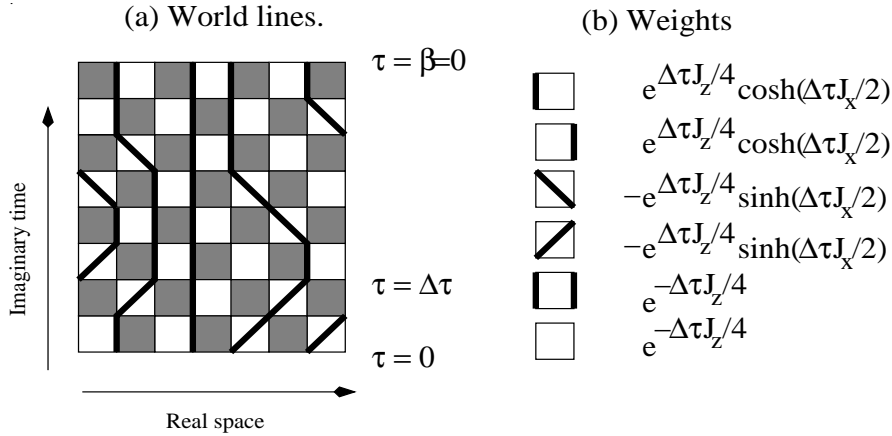 (a) World lines.
τ = β=0
τ = Δτ
τ = 0
Imaginary time
Real space
(b) Weights
e^ΔτJ_z/4 cosh(ΔτJ_x/2)
e^ΔτJ_z/4 cosh(ΔτJ_x/2)
−e^ΔτJ_z/4 sinh(ΔτJ_x/2)
−e^ΔτJ_z/4 sinh(ΔτJ_x/2)
e^−ΔτJ_z/4
e^−ΔτJ_z/4